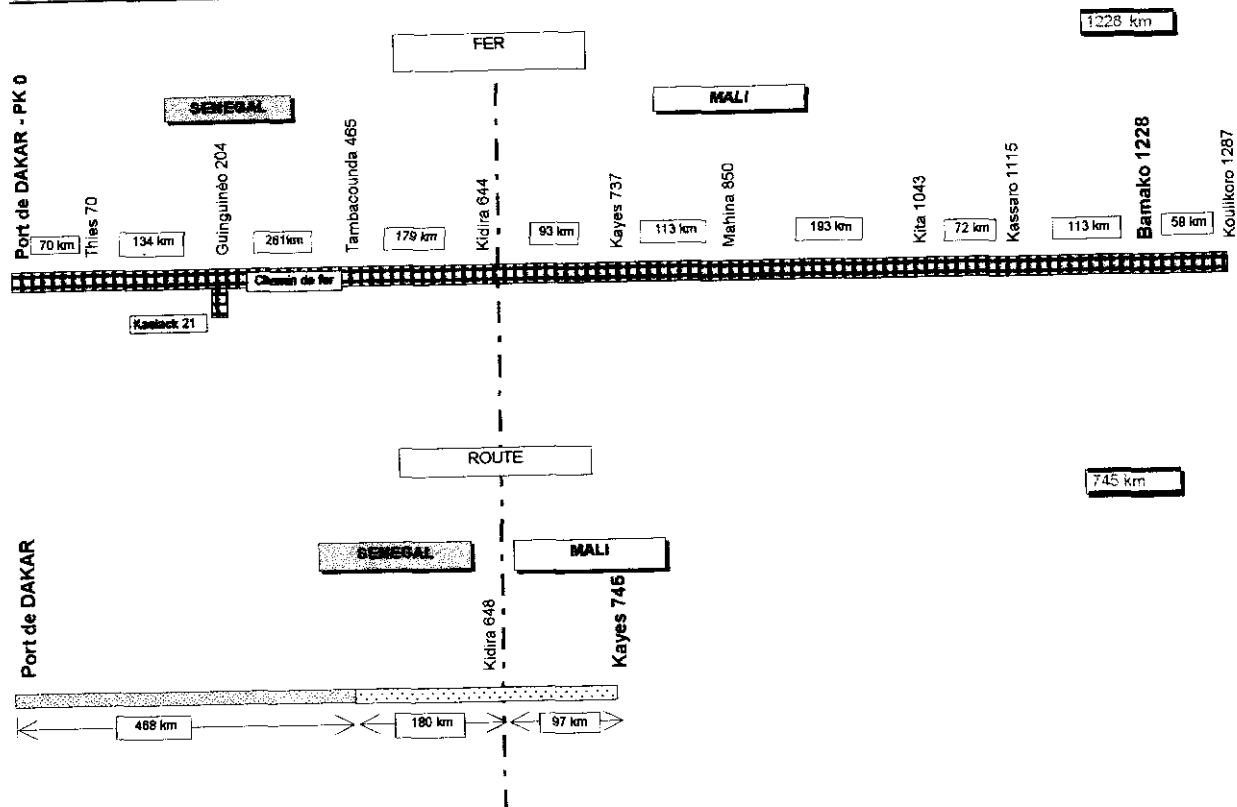 1228 km
FER
SENEGAL
MALI
Port de DAKAR - PK 0
Thies 70
Guinguinéo 204
Tambacounda 465
Kidira 644
Kayes 737
Mahina 850
Kita 1043
Kassaro 1115
Bamako 1228
Koulikoro 1287
70 km
134 km
261km
179 km
93 km
113 km
193 km
72 km
113 km
58 km
Chemin de fer
Kaolack 21
ROUTE
745 km
SENEGAL
MALI
Port de DAKAR
Kidira 648
Kayes 745
468 km
180 km
97 km